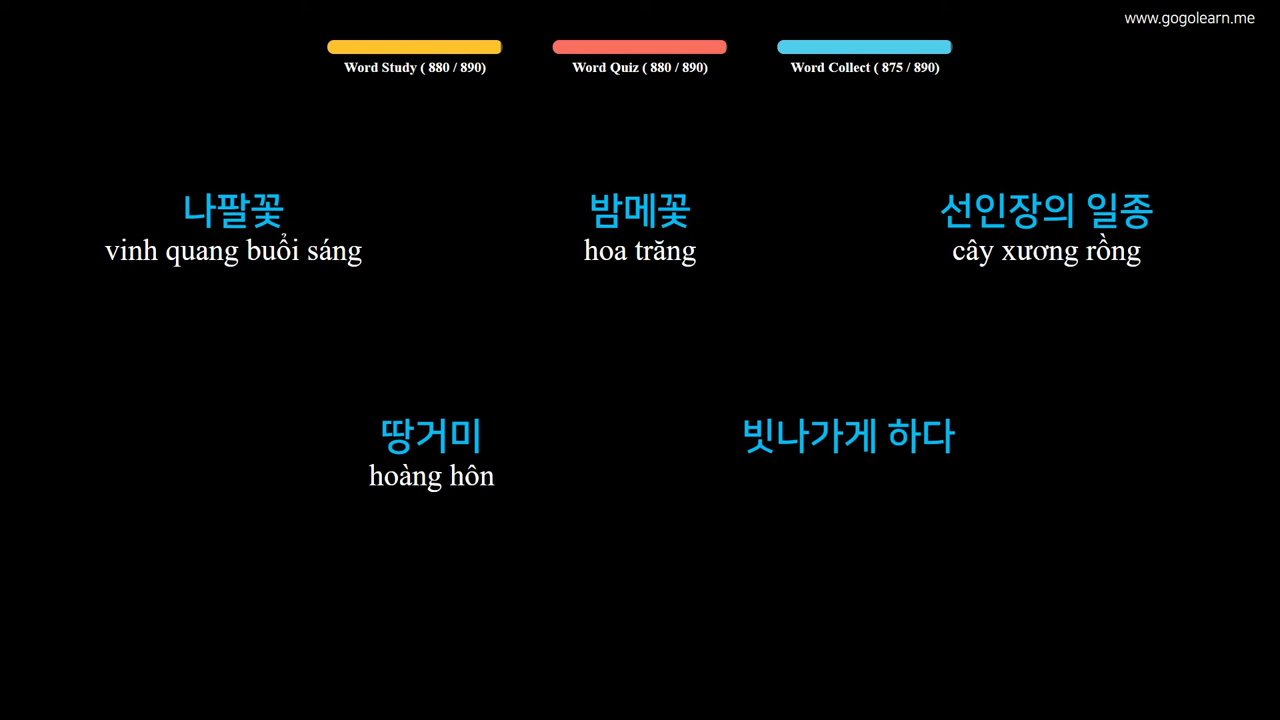 www.gogolearn.me
Word Study ( 880 / 890)
Word Quiz ( 880 / 890)
Word Collect ( 875 / 890)
나팔꽃
vinh quang buổi sáng
밤메꽃
hoa trăng
선인장의 일종
cây xương rồng
땅거미
hoàng hôn
빗나가게 하다